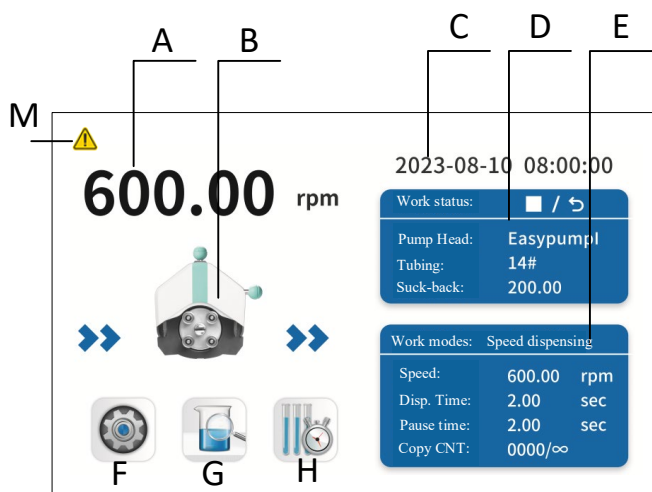 A
B
C
D
E
M
2023-08-10 08:00:00
600.00 rpm
Work status: /
Pump Head: Easypumpl
Tubing: 14#
Suck-back: 200.00
Work modes: Speed dispensing
Speed: 600.00 rpm
Disp. Time: 2.00 sec
Pause time: 2.00 sec
Copy CNT: 0000/∞
F
G
H